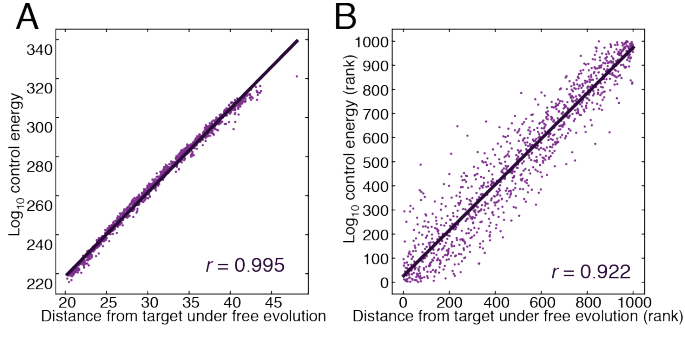 A
Log10 control energy
340
320
300
280
260
240
220
r = 0.995
20 25 30 35 40 45
Distance from target under free evolution
B
Log10 control energy (rank)
1000
900
800
700
600
500
400
300
200
100
0
r = 0.922
0 200 400 600 800 1000
Distance from target under free evolution (rank)